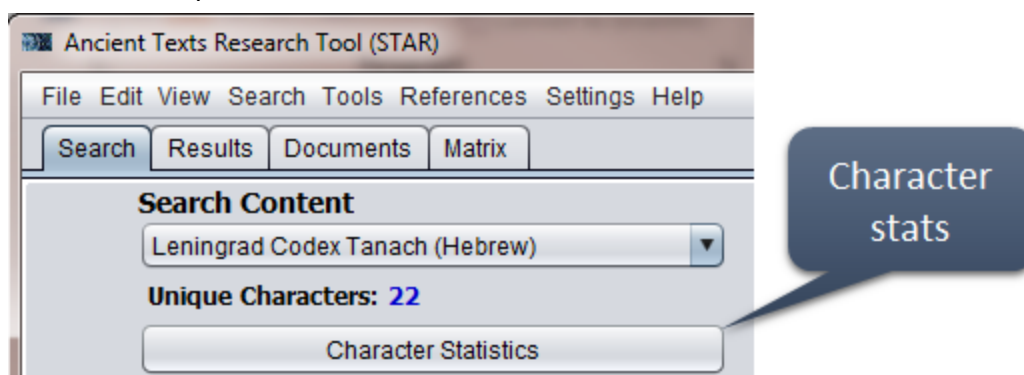 Ancient Texts Research Tool (STAR)
File Edit View Search Tools References Settings Help
Search Results Documents Matrix
Search Content
Leningrad Codex Tanach (Hebrew)
Unique Characters: 22
Character Statistics
Character
stats